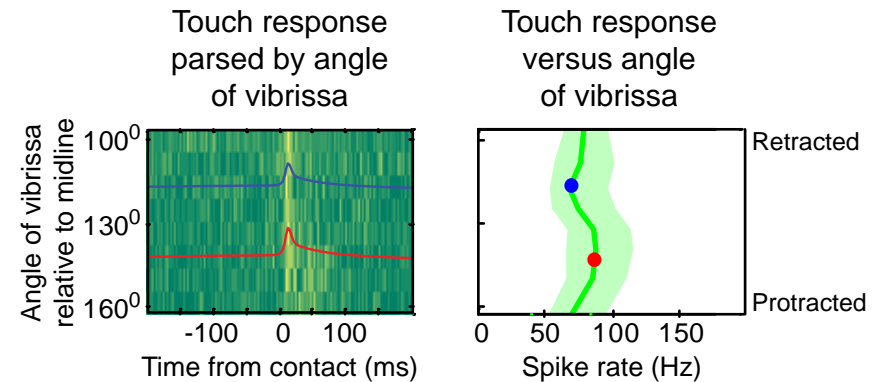 Touch response
parsed by angle
of vibrissa
Touch response
versus angle
of vibrissa
Angle of vibrissa
relative to midline
100⁰
130⁰
160⁰
-100 0 100
Time from contact (ms)
Retracted
Protracted
0 50 100 150
Spike rate (Hz)